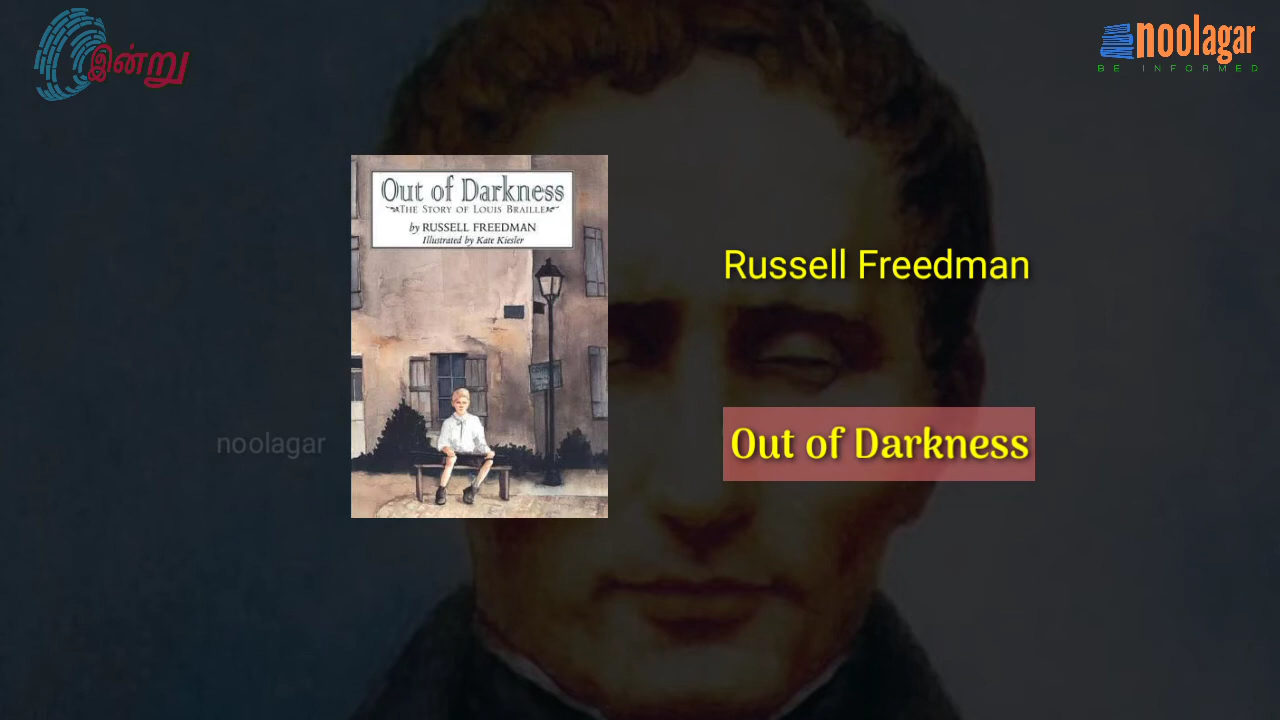 இன்று
noolagar
BE INFORMED
Out of Darkness
THE STORY OF LOUIS BRAILLE
by RUSSELL FREEDMAN
Illustrated by Kate Kiesler
Russell Freedman
Out of Darkness
noolagar